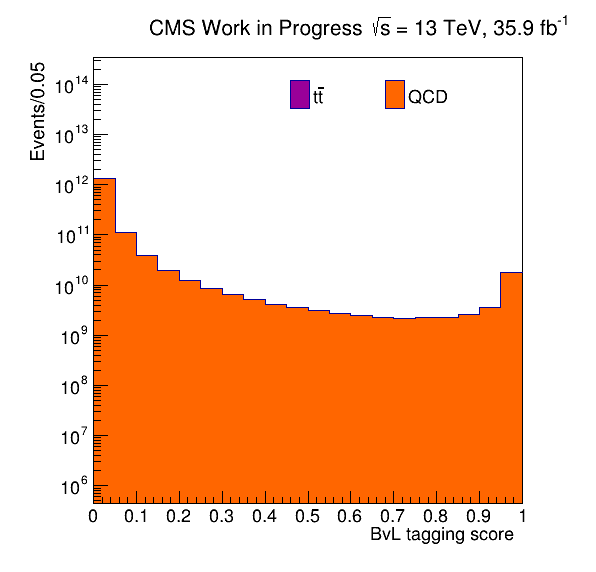 CMS Work in Progress √s = 13 TeV, 35.9 fb⁻¹
Events/0.05
tt̄
QCD
10¹⁴
10¹³
10¹²
10¹¹
10¹⁰
10⁹
10⁸
10⁷
10⁶
0 0.1 0.2 0.3 0.4 0.5 0.6 0.7 0.8 0.9 1
BvL tagging score